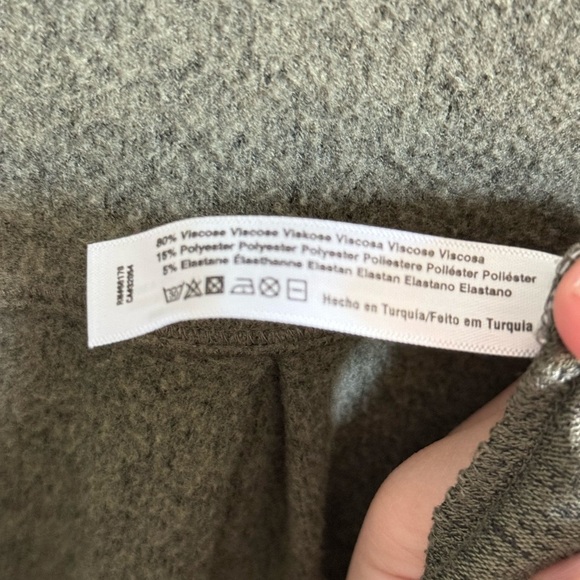 80% Viscose Viscose Viskose Viscosa Viscose Viscosa
15% Polyester Polyester Polyester Poliestere Poliéster Poliéster
5% Elastane Élasthanne Elastan Elastan Elastano Elastano
Hecho en Turquía/Feito em Turquia